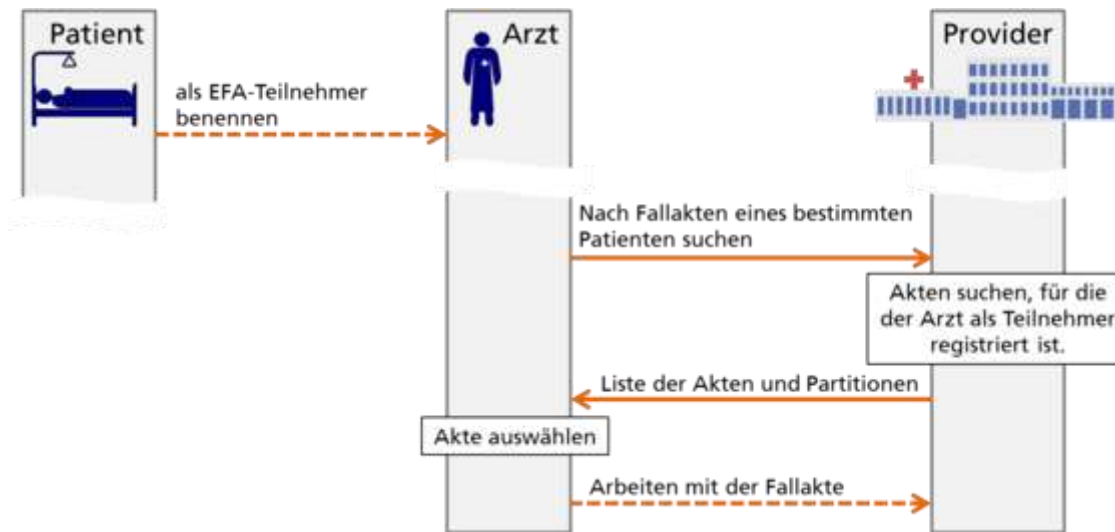 Patient
Arzt
Provider
als EFA-Teilnehmer
benennen
Nach Fallakten eines bestimmten
Patienten suchen
Akten suchen, für die
der Arzt als Teilnehmer
registriert ist.
Liste der Akten und Partitionen
Akte auswählen
Arbeiten mit der Fallakte